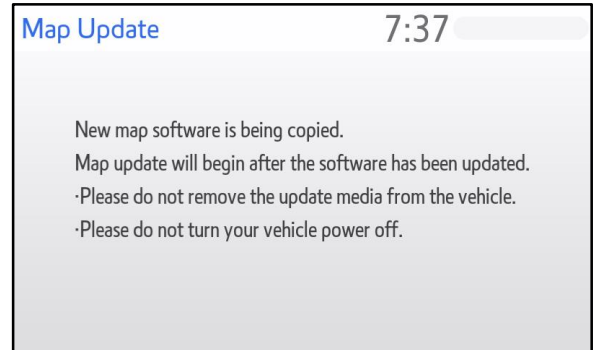 Map Update 7:37
New map software is being copied.
Map update will begin after the software has been updated.
·Please do not remove the update media from the vehicle.
·Please do not turn your vehicle power off.